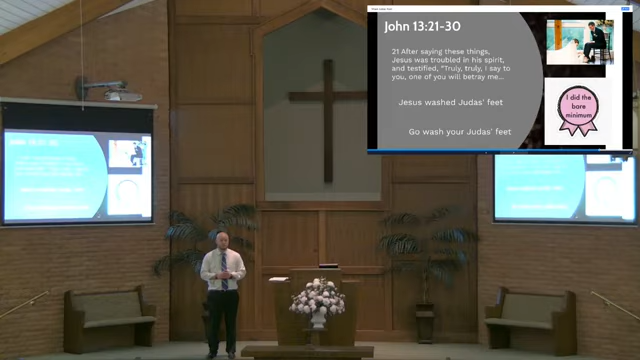 John 13:21-30
21 After saying these things,
Jesus was troubled in his spirit,
and testified, "Truly, truly, I say to
you, one of you will betray me...
Jesus washed Judas' feet
Go wash your Judas' feet
I did the
bare
minimum